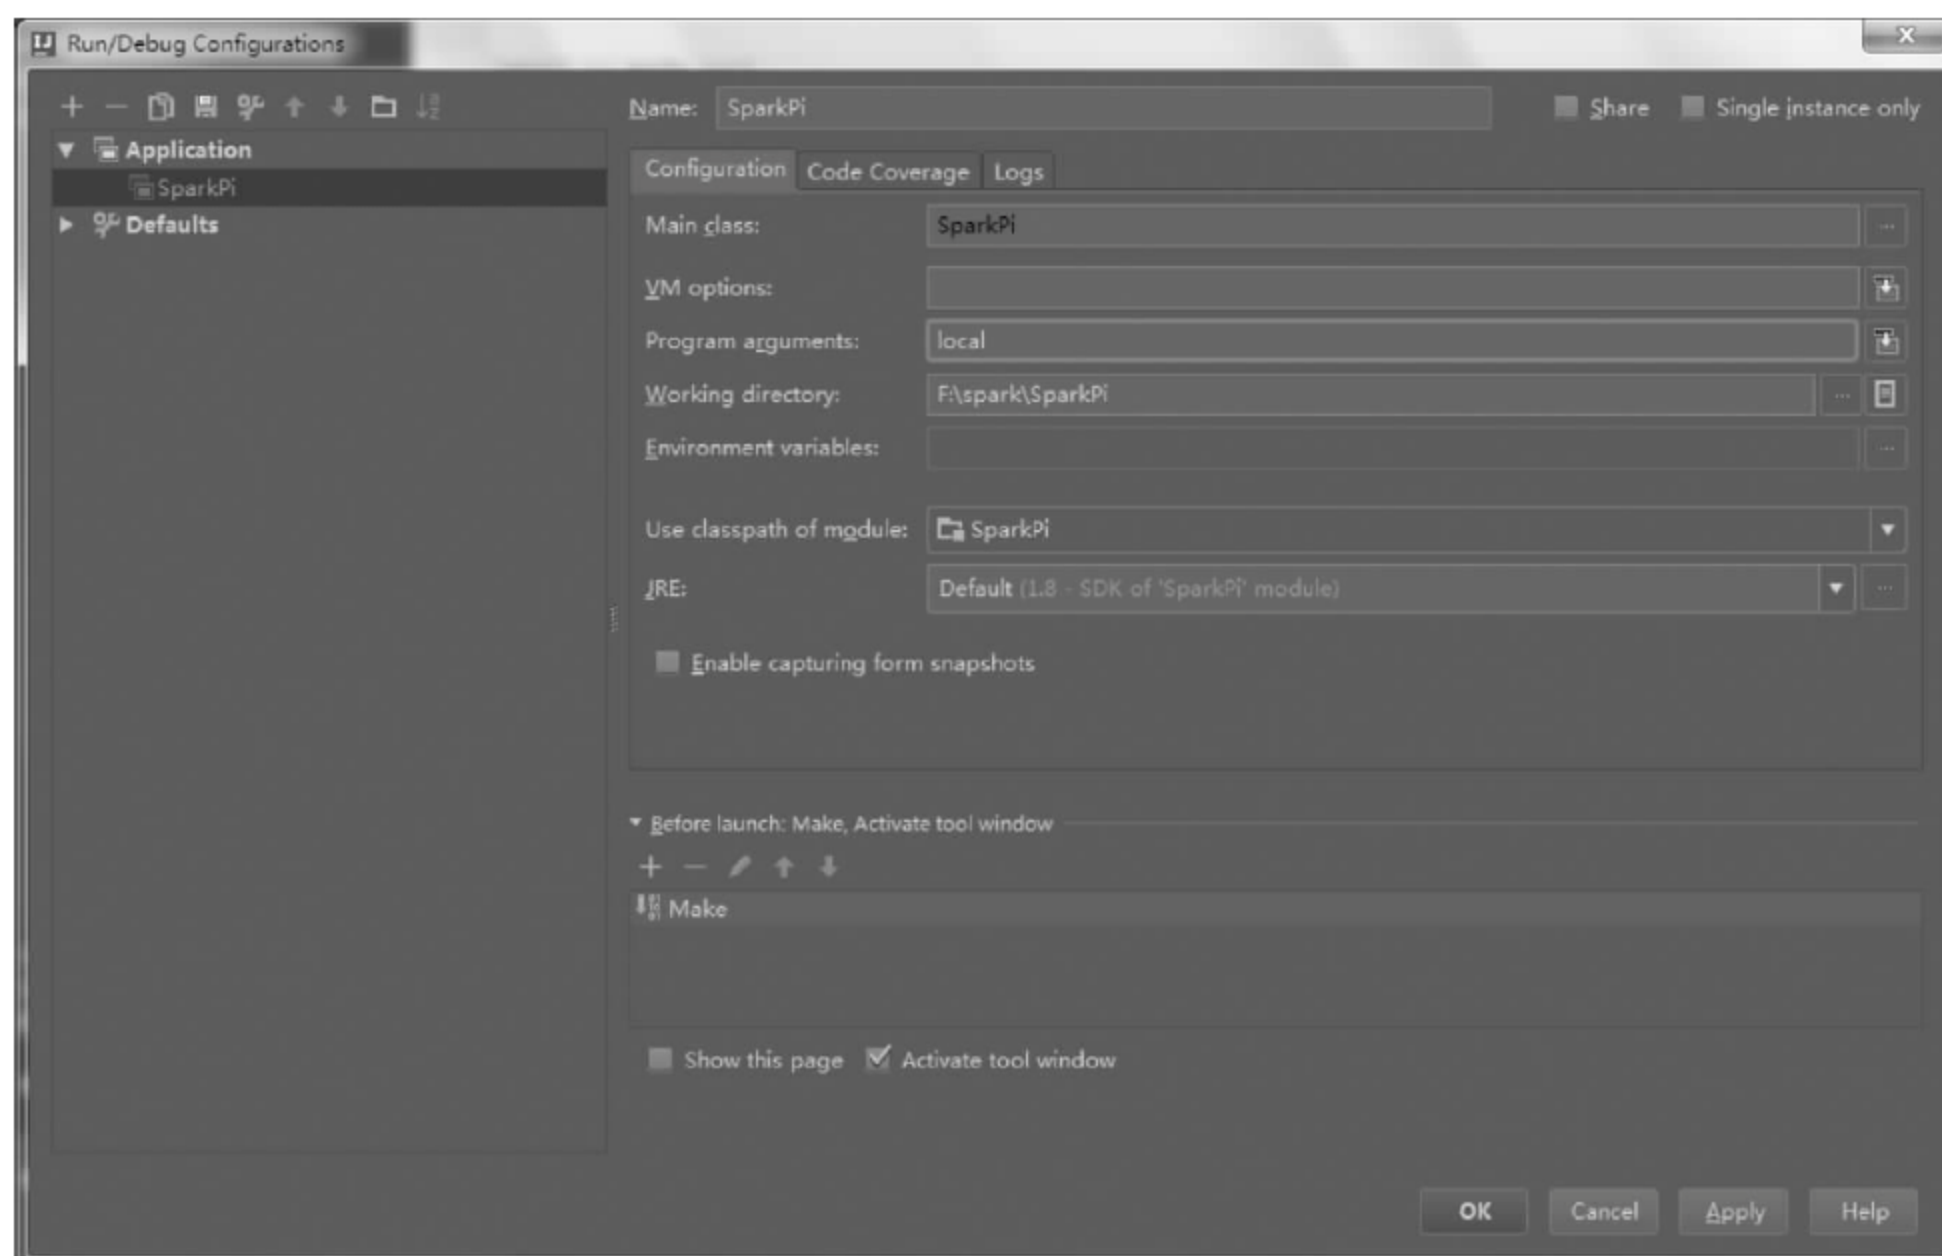 Run/Debug Configurations
Name: SparkPi Share Single instance only
Application
SparkPi
Defaults
Configuration Code Coverage Logs
Main class: SparkPi
VM options:
Program arguments: local
Working directory: F:\spark\SparkPi
Environment variables:
Use classpath of module: SparkPi
JRE: Default (1.8 - SDK of 'SparkPi' module)
Enable capturing form snapshots
Before launch: Make, Activate tool window
Make
Show this page Activate tool window
OK Cancel Apply Help